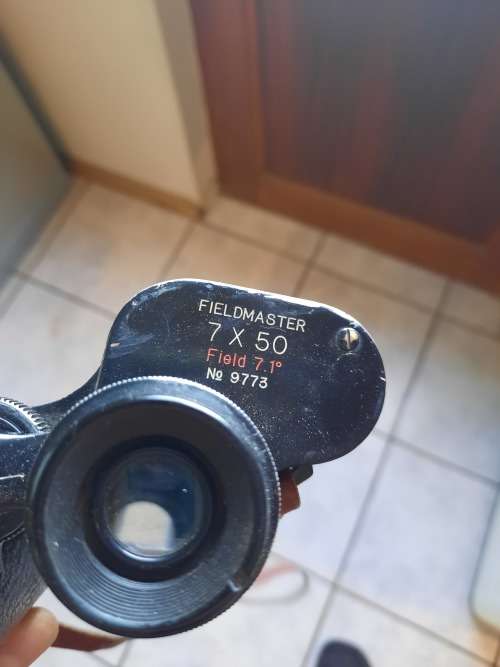 FIELDMASTER
7 X 50
Field 7.1°
№ 9773